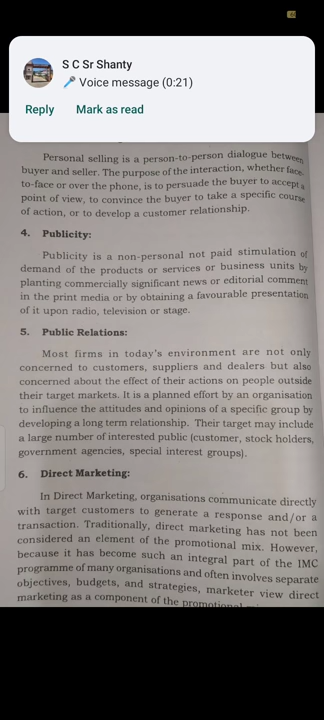 S C Sr Shanty
🎤 Voice message (0:21)
Reply Mark as read
Personal selling is a person-to-person dialogue between
buyer and seller. The purpose of the interaction, whether face-
to-face or over the phone, is to persuade the buyer to accept a
point of view, to convince the buyer to take a specific course
of action, or to develop a customer relationship.
4. Publicity:
Publicity is a non-personal not paid stimulation of
demand of the products or services or business units by
planting commercially significant news or editorial comment
in the print media or by obtaining a favourable presentation
of it upon radio, television or stage.
5. Public Relations:
Most firms in today's environment are not only
concerned to customers, suppliers and dealers but also
concerned about the effect of their actions on people outside
their target markets. It is a planned effort by an organisation
to influence the attitudes and opinions of a specific group by
developing a long term relationship. Their target may include
a large number of interested public (customer, stock holders,
government agencies, special interest groups).
6. Direct Marketing:
In Direct Marketing, organisations communicate directly
with target customers to generate a response and/or a
transaction. Traditionally, direct marketing has not been
considered an element of the promotional mix. However,
because it has become such an integral part of the IMC
programme of many organisations and often involves separate
objectives, budgets, and strategies, marketer view direct
marketing as a component of the promotional